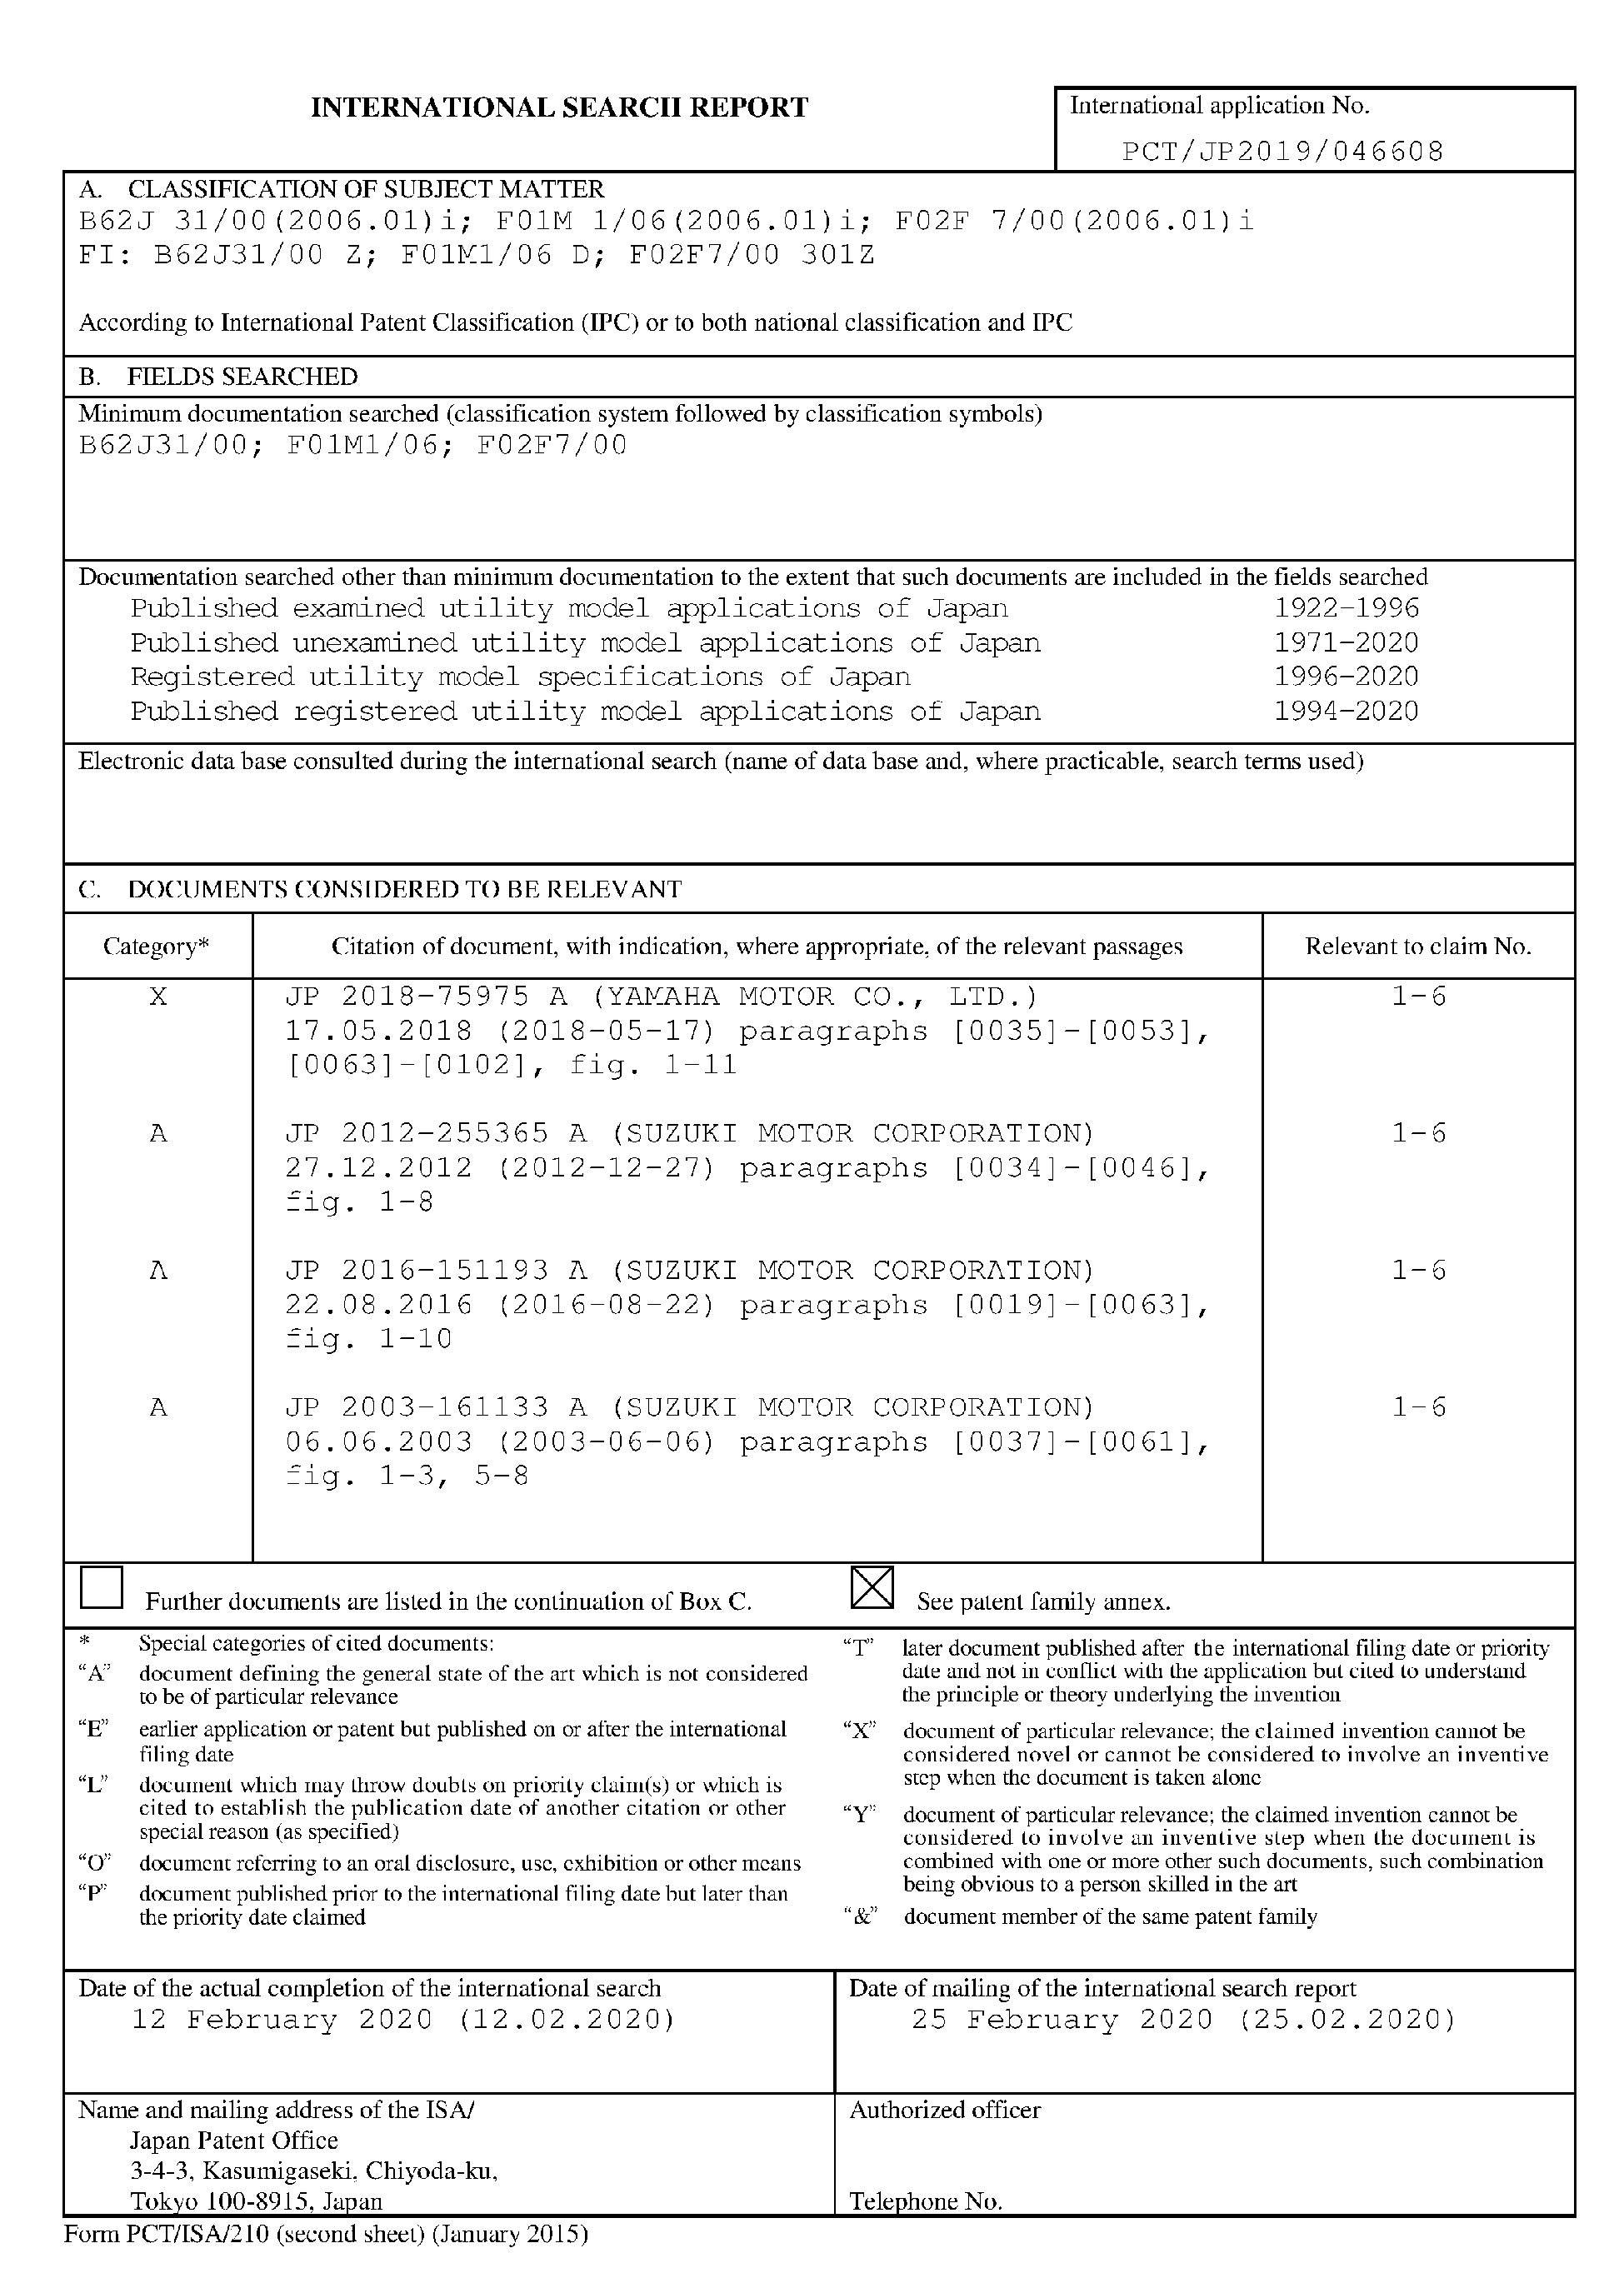 INTERNATIONAL SEARCH REPORT
International application No.
PCT/JP2019/046608
A. CLASSIFICATION OF SUBJECT MATTER
B62J 31/00(2006.01)i; F01M 1/06(2006.01)i; F02F 7/00(2006.01)i
FI: B62J31/00 Z; F01M1/06 D; F02F7/00 301Z
According to International Patent Classification (IPC) or to both national classification and IPC
B. FIELDS SEARCHED
Minimum documentation searched (classification system followed by classification symbols)
B62J31/00; F01M1/06; F02F7/00
Documentation searched other than minimum documentation to the extent that such documents are included in the fields searched
Published examined utility model applications of Japan 1922-1996
Published unexamined utility model applications of Japan 1971-2020
Registered utility model specifications of Japan 1996-2020
Published registered utility model applications of Japan 1994-2020
Electronic data base consulted during the international search (name of data base and, where practicable, search terms used)
C. DOCUMENTS CONSIDERED TO BE RELEVANT
Category* Citation of document, with indication, where appropriate, of the relevant passages Relevant to claim No.
X JP 2018-75975 A (YAMAHA MOTOR CO., LTD.) 1-6
17.05.2018 (2018-05-17) paragraphs [0035]-[0053],
[0063]-[0102], fig. 1-11
A JP 2012-255365 A (SUZUKI MOTOR CORPORATION) 1-6
27.12.2012 (2012-12-27) paragraphs [0034]-[0046],
fig. 1-8
A JP 2016-151193 A (SUZUKI MOTOR CORPORATION) 1-6
22.08.2016 (2016-08-22) paragraphs [0019]-[0063],
fig. 1-10
A JP 2003-161133 A (SUZUKI MOTOR CORPORATION) 1-6
06.06.2003 (2003-06-06) paragraphs [0037]-[0061],
fig. 1-3, 5-8
Further documents are listed in the continuation of Box C.
See patent family annex.
* Special categories of cited documents:
"A" document defining the general state of the art which is not considered
to be of particular relevance
"E" earlier application or patent but published on or after the international
filing date
"L" document which may throw doubts on priority claim(s) or which is
cited to establish the publication date of another citation or other
special reason (as specified)
"O" document referring to an oral disclosure, use, exhibition or other means
"P" document published prior to the international filing date but later than
the priority date claimed
"T" later document published after the international filing date or priority
date and not in conflict with the application but cited to understand
the principle or theory underlying the invention
"X" document of particular relevance; the claimed invention cannot be
considered novel or cannot be considered to involve an inventive
step when the document is taken alone
"Y" document of particular relevance; the claimed invention cannot be
considered to involve an inventive step when the document is
combined with one or more other such documents, such combination
being obvious to a person skilled in the art
"&" document member of the same patent family
Date of the actual completion of the international search
12 February 2020 (12.02.2020)
Date of mailing of the international search report
25 February 2020 (25.02.2020)
Name and mailing address of the ISA/
Japan Patent Office
3-4-3, Kasumigaseki, Chiyoda-ku,
Tokyo 100-8915, Japan
Authorized officer
Telephone No.
Form PCT/ISA/210 (second sheet) (January 2015)